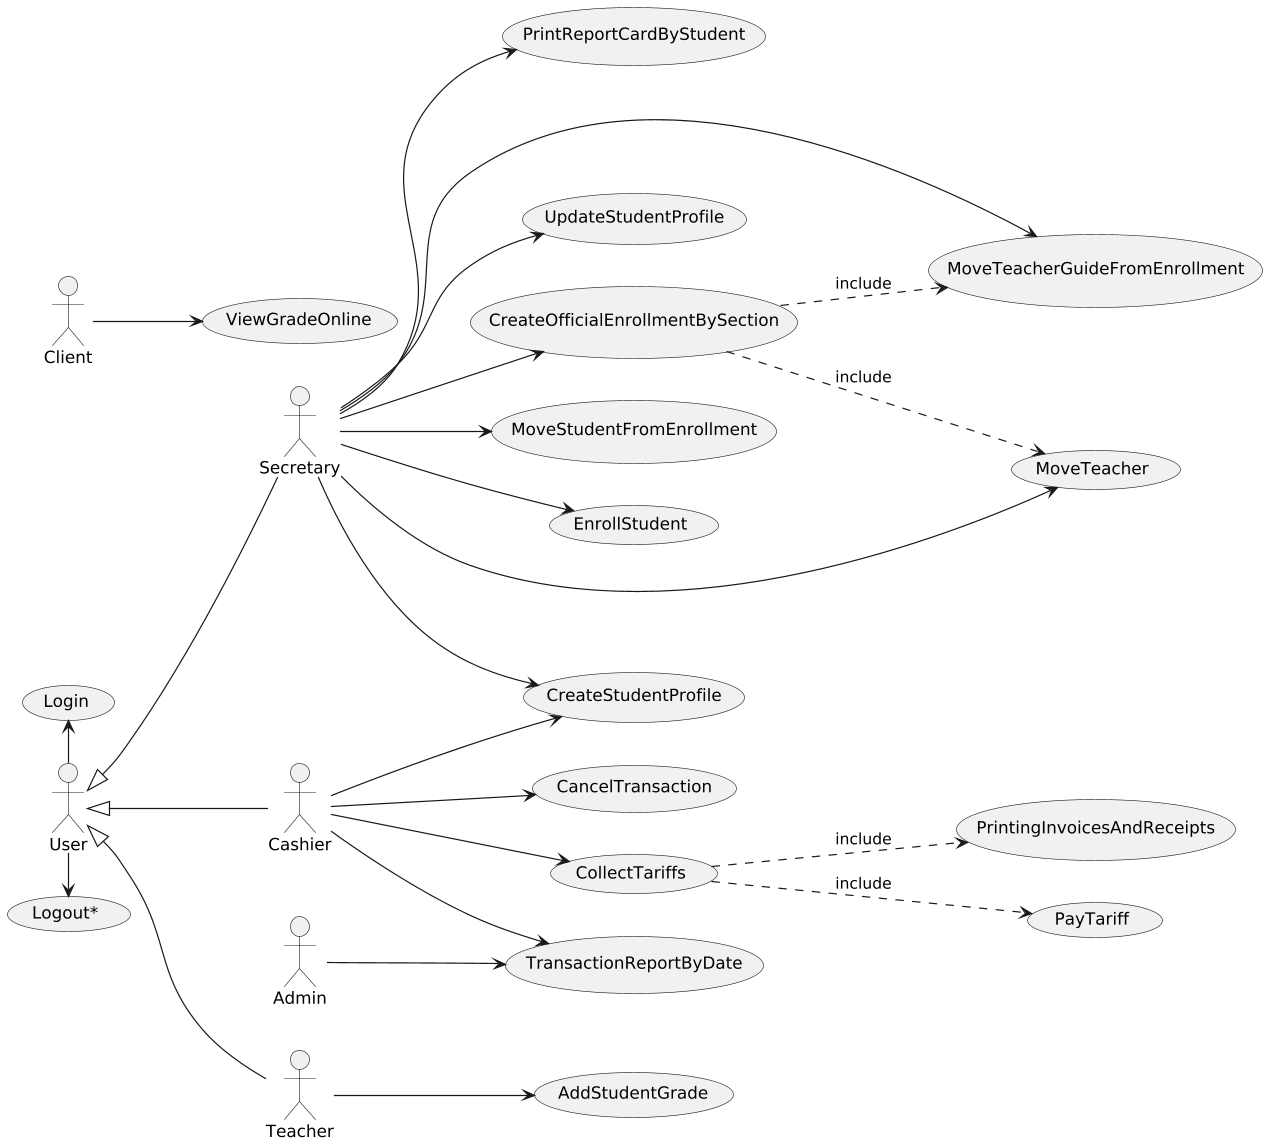 PrintReportCardByStudent
UpdateStudentProfile
MoveTeacherGuideFromEnrollment
include
CreateOfficialEnrollmentBySection
ViewGradeOnline
Client
include
MoveStudentFromEnrollment
Secretary
MoveTeacher
EnrollStudent
CreateStudentProfile
Login
CancelTransaction
PrintingInvoicesAndReceipts
include
User
Cashier
CollectTariffs
include
Logout*
PayTariff
TransactionReportByDate
Admin
AddStudentGrade
Teacher